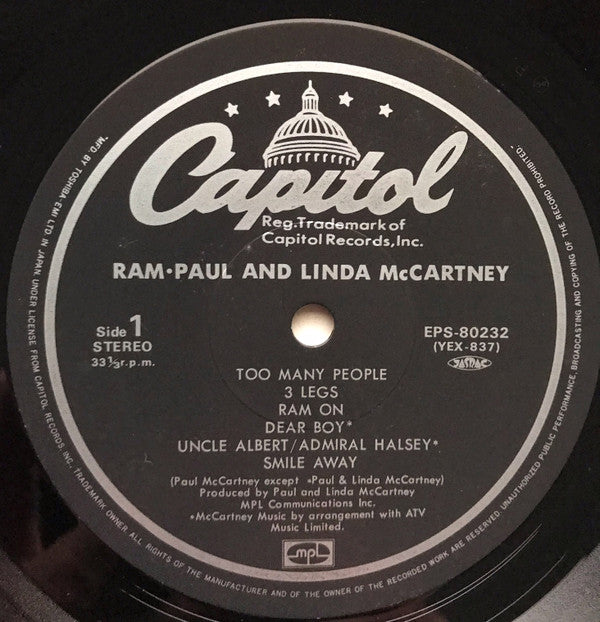 Capitol
Reg.Trademark of
Capitol Records,Inc.
RAM•PAUL AND LINDA McCARTNEY
Side 1
STEREO
33⅓r.p.m.
EPS-80232
(YEX-837)
JASRAC
TOO MANY PEOPLE
3 LEGS
RAM ON
DEAR BOY*
UNCLE ALBERT/ADMIRAL HALSEY*
SMILE AWAY
(Paul McCartney except *Paul & Linda McCartney)
Produced by Paul and Linda McCartney
MPL Communications Inc.
*McCartney Music by arrangement with ATV
Music Limited.
mpl
"MFD. BY TOSHIBA-EMI LTD. IN JAPAN, UNDER LICENSE FROM CAPITOL RECORDS INC. TRADEMARK OWNER ALL RIGHTS OF THE MANUFACTURER AND OF THE OWNER OF THE RECORDED WORK ARE RESERVED. UNAUTHORIZED PUBLIC PERFORMANCE, BROADCASTING AND COPYING OF THE RECORD PROHIBITED."